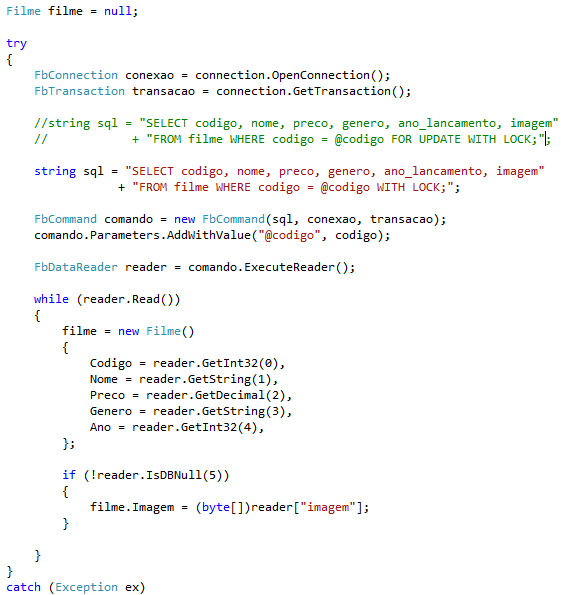 Filme filme = null;
try
{
FbConnection conexao = connection.OpenConnection();
FbTransaction transacao = connection.GetTransaction();
//string sql = "SELECT codigo, nome, preco, genero, ano_lancamento, imagem"
// + "FROM filme WHERE codigo = @codigo FOR UPDATE WITH LOCK;";
string sql = "SELECT codigo, nome, preco, genero, ano_lancamento, imagem"
+ "FROM filme WHERE codigo = @codigo WITH LOCK;";
FbCommand comando = new FbCommand(sql, conexao, transacao);
comando.Parameters.AddWithValue("@codigo", codigo);
FbDataReader reader = comando.ExecuteReader();
while (reader.Read())
{
filme = new Filme()
{
Codigo = reader.GetInt32(0),
Nome = reader.GetString(1),
Preco = reader.GetDecimal(2),
Genero = reader.GetString(3),
Ano = reader.GetInt32(4),
};
if (!reader.IsDBNull(5))
{
filme.Imagem = (byte[])reader["imagem"];
}
}
}
catch (Exception ex)